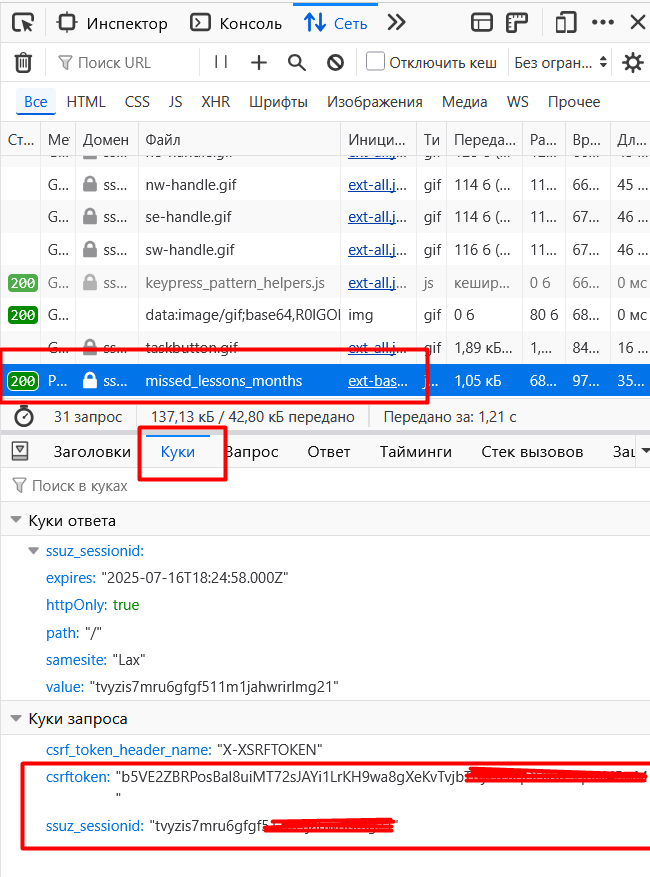 Инспектор Консоль Сеть
Поиск URL Отключить кеш Без огран...
Все HTML CSS JS XHR Шрифты Изображения Медиа WS Прочее
Ст... Ме Домен Файл Иници... Ти Переда... Ра... Вр... Дл...
G... ss... nw-handle.gif ext-all.j... gif 114 б (... 11... 66... 45
G... ss... se-handle.gif ext-all.j... gif 114 б (... 11... 67... 46
G... ss... sw-handle.gif ext-all.j... gif 116 б (... 11... 67... 46
200 G... ss... keypress_pattern_helpers.js ext-all.j... js кешир... 0 б 66... 0 мс
200 G... data:image/gif;base64,R0lGOl img gif 0 б 80 б 68... 0 мс
G... ss... taskbutton.gif ext-all.j... gif 1,89 кБ... 1,... 84... 16
200 P... ss... missed_lessons_months ext-bas... j... 1,05 кБ 68... 97... 35...
31 запрос 137,13 кБ / 42,80 кБ передано Передано за: 1,21 с
Заголовки Куки Запрос Ответ Тайминги Стек вызовов
Поиск в куках
Куки ответа
ssuz_sessionid:
expires: "2025-07-16T18:24:58.000Z"
httpOnly: true
path: "/"
samesite: "Lax"
value: "tvyzis7mru6gfgf511m1jahwrirlmg21"
Куки запроса
csrf_token_header_name: "X-XSRFTOKEN"
csrftoken:
"
ssuz_sessionid: